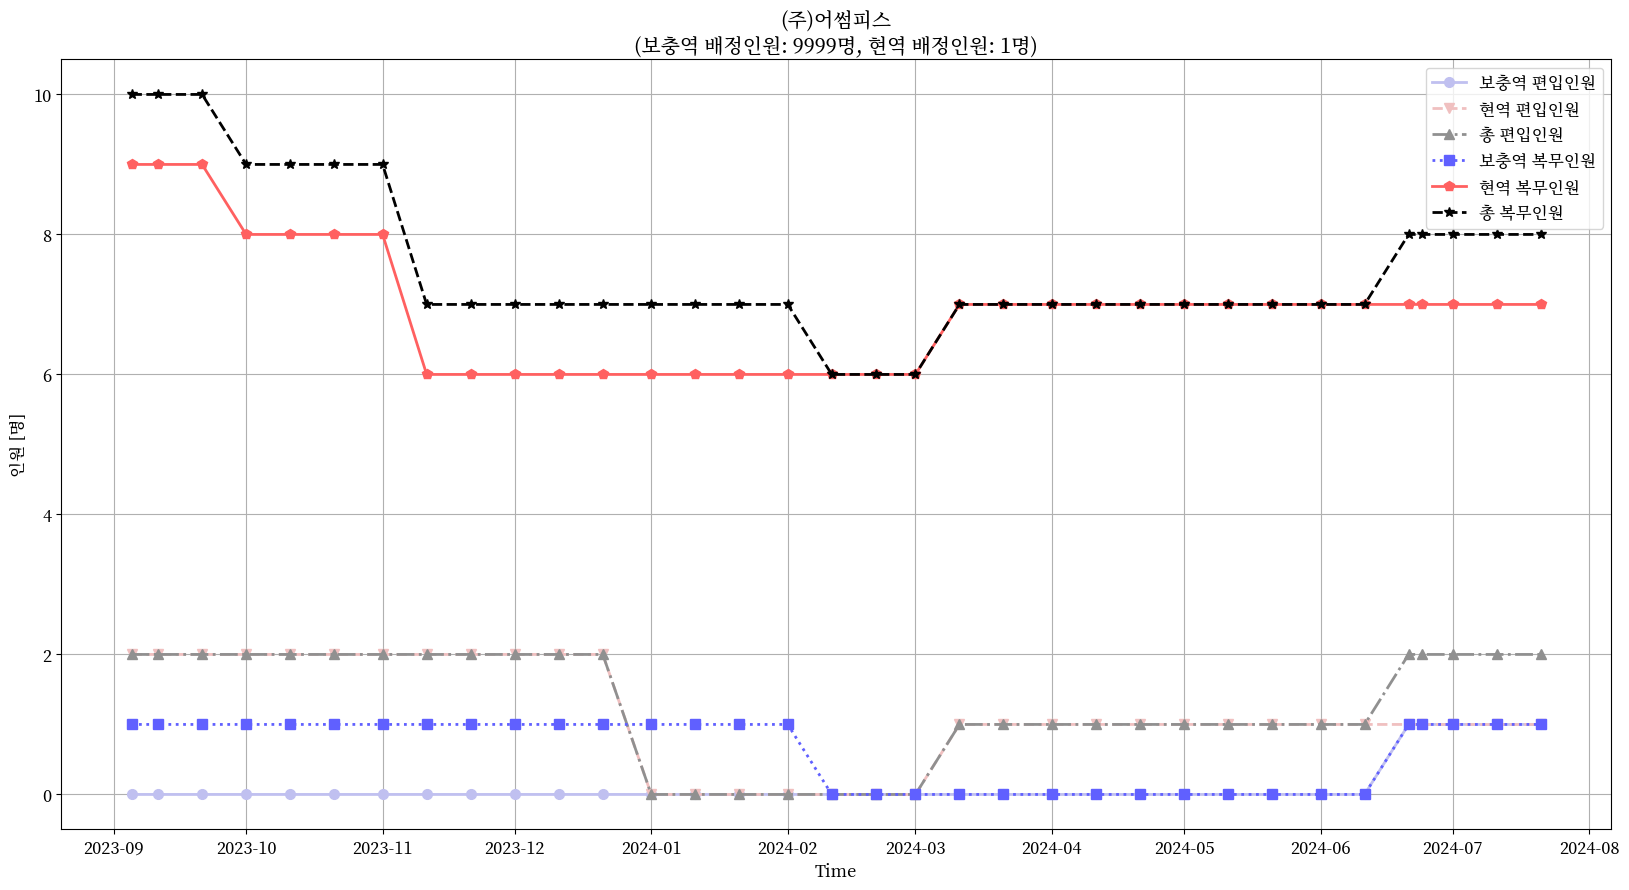 (주)어썸피스
(보충역 배정인원: 9999명, 현역 배정인원: 1명)
보충역 편입인원
현역 편입인원
총 편입인원
보충역 복무인원
현역 복무인원
총 복무인원
인원 [명]
10
8
6
4
2
0
2023-09 2023-10 2023-11 2023-12 2024-01 2024-02 2024-03 2024-04 2024-05 2024-06 2024-07 2024-08
Time